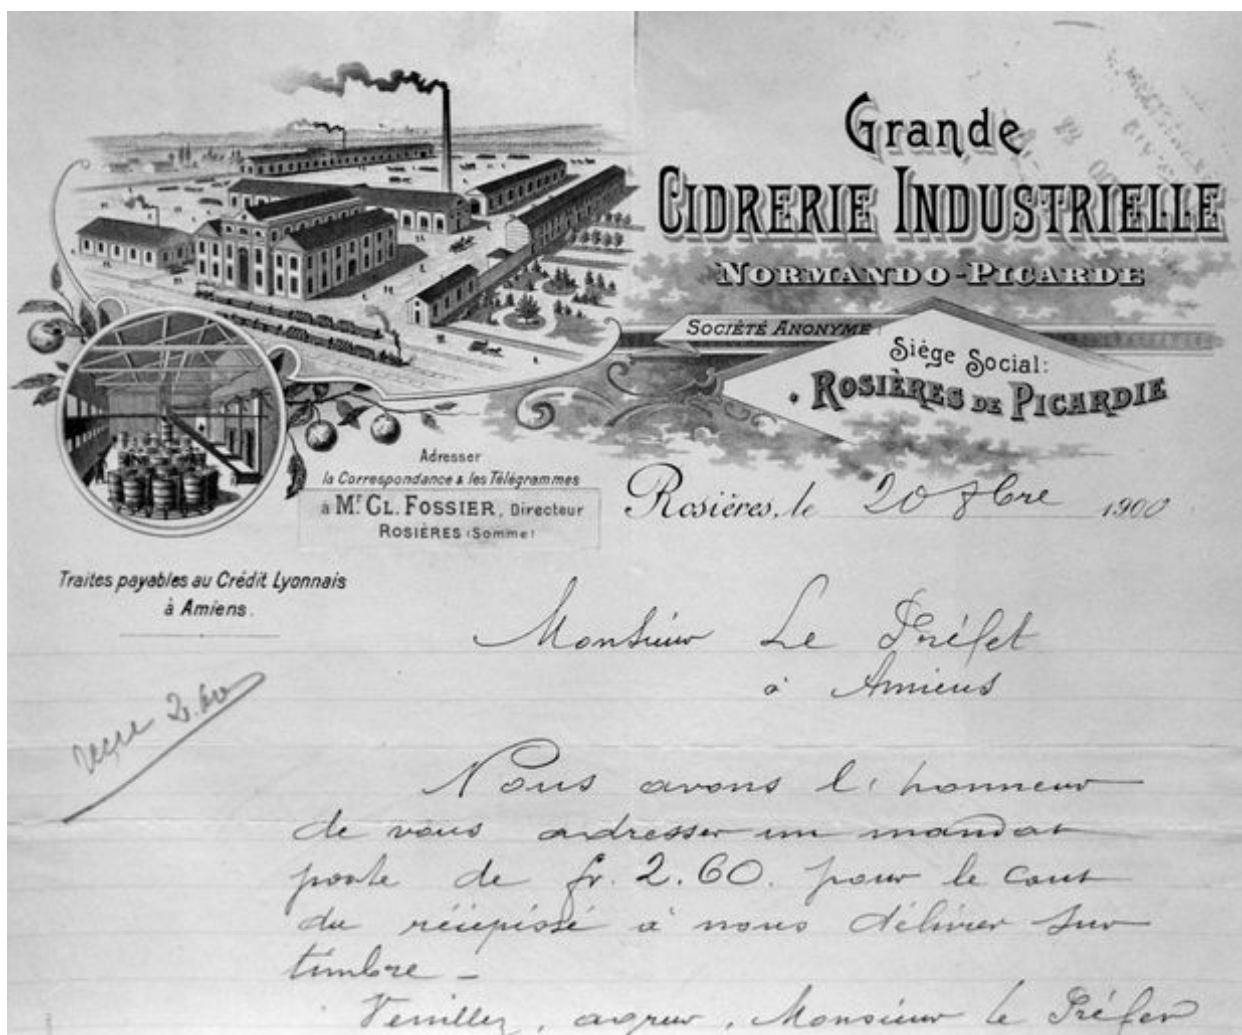 Grande
CIDRERIE INDUSTRIELLE
NORMANDO-PICARDE
SOCIÉTÉ ANONYME:
Siège Social:
ROSIÈRES DE PICARDIE
Adresser
la Correspondance & les Télégrammes
à Mr. CL. FOSSIER, Directeur
ROSIÈRES (Somme)
Rosières, le 20 8bre 1900
Traites payables au Crédit Lyonnais
à Amiens.
Monsieur Le Préfet
à Amiens
reçu 2.60
Nous avons l'honneur
de vous adresser un mandat
poste de fr. 2.60. pour le cout
du récépissé à nous délivrer sur
timbre -
Veuillez, agréer, Monsieur le Préfet